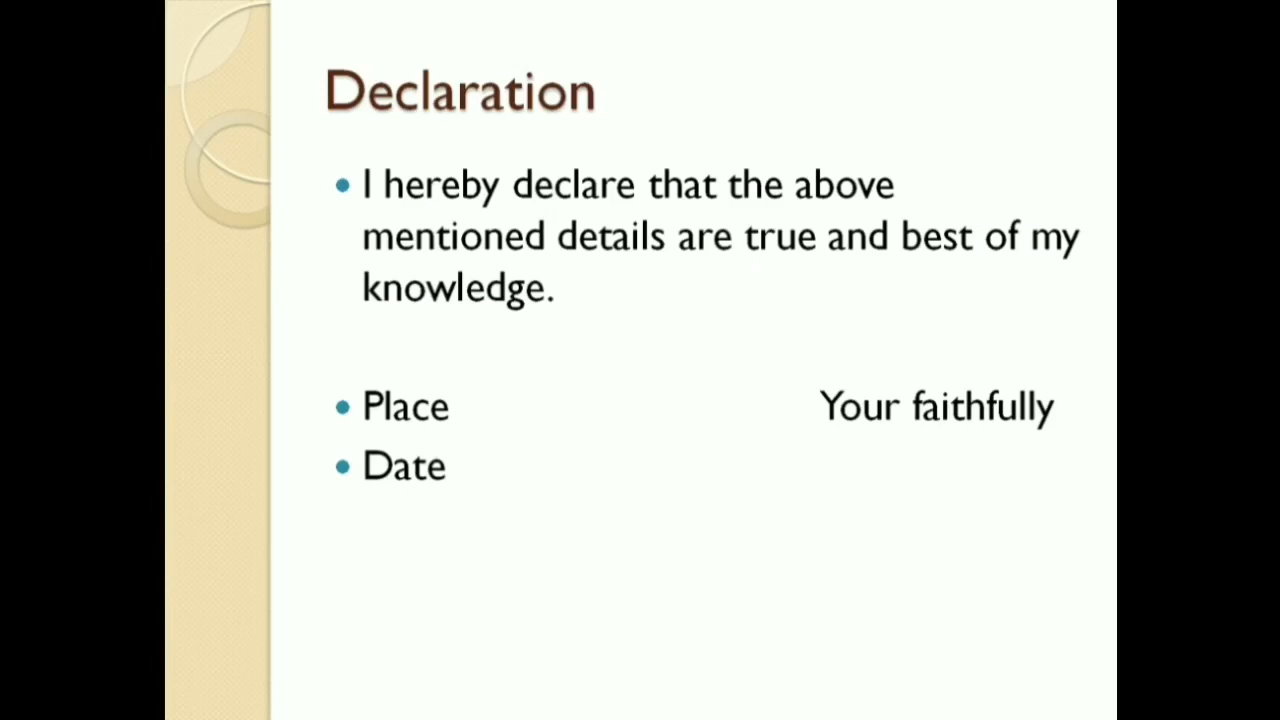 Declaration
I hereby declare that the above
mentioned details are true and best of my
knowledge.
Place Your faithfully
Date